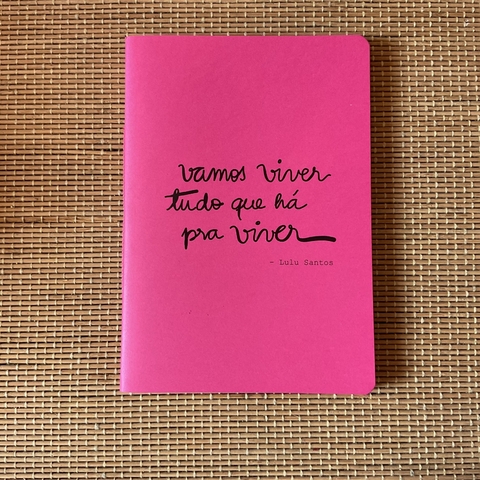 vamos viver
tudo que há
pra viver
- Lulu Santos